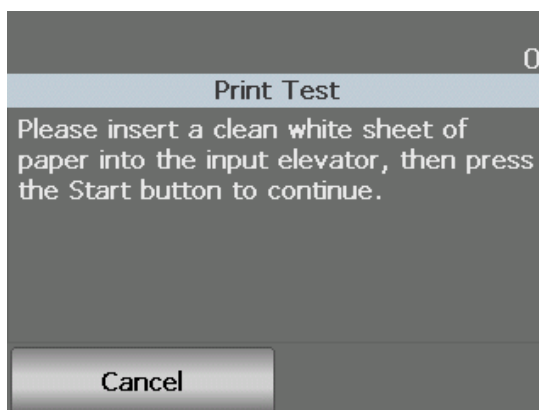 0
Print Test
Please insert a clean white sheet of
paper into the input elevator, then press
the Start button to continue.
Cancel